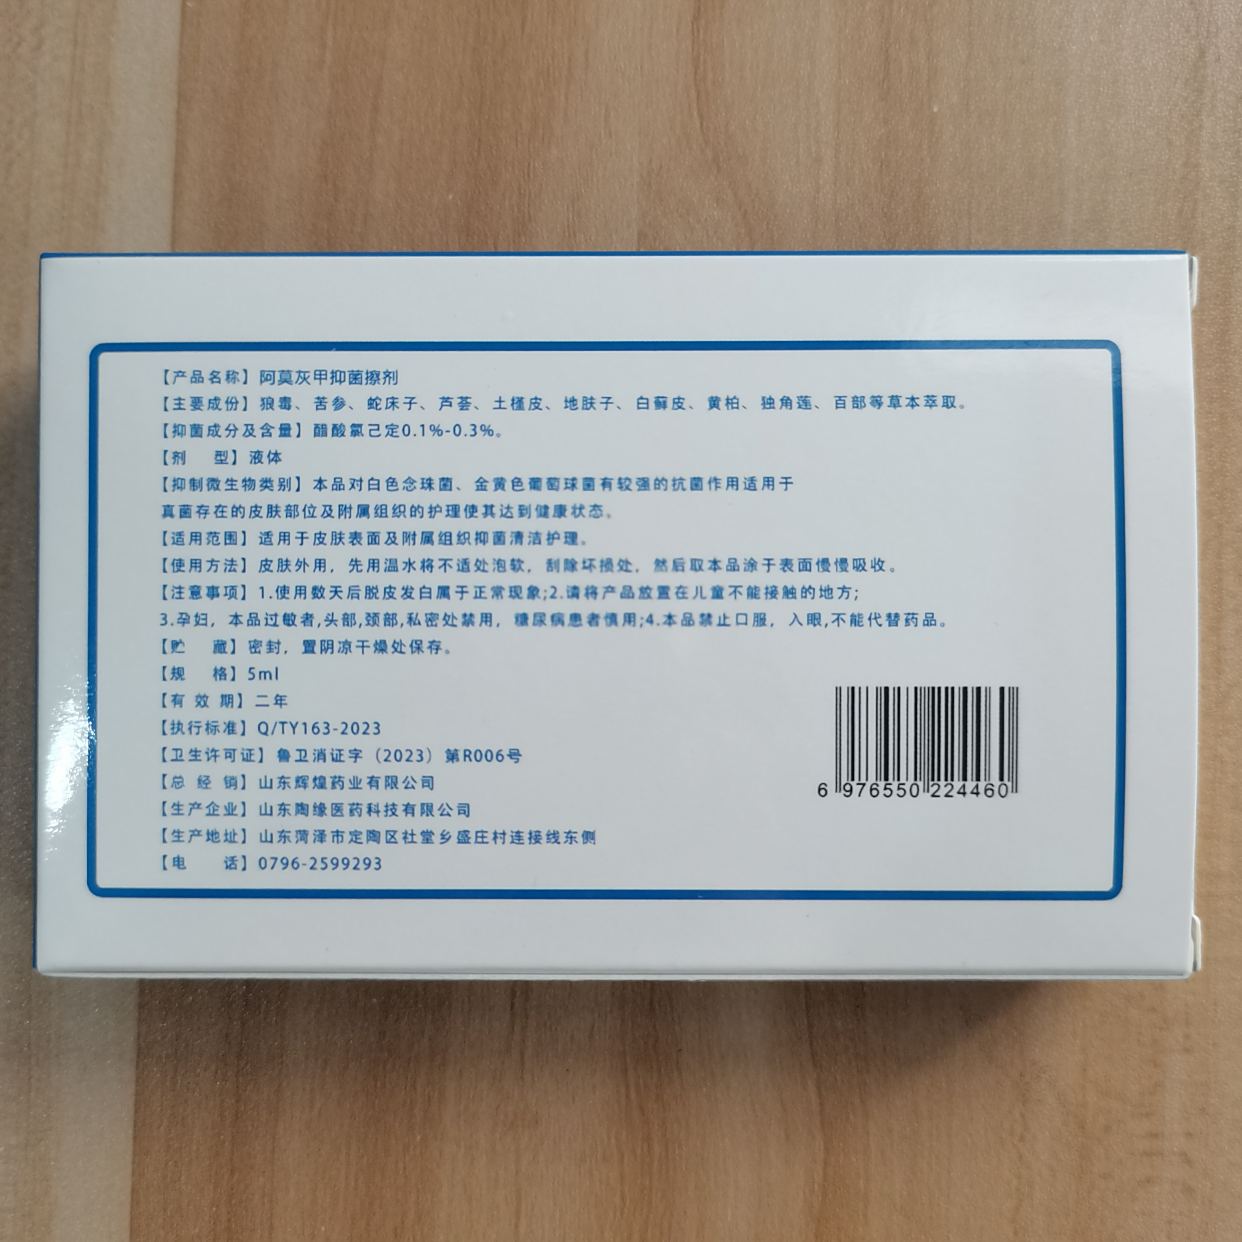 【产品名称】阿莫灰甲抑菌擦剂
【主要成份】狼毒、苦参、蛇床子、芦荟、土槿皮、地肤子、白藓皮、黄柏、独角莲、百部等草本萃取。
【抑菌成分及含量】醋酸氯己定0.1%-0.3%。
【剂 型】液体
【抑制微生物类别】本品对白色念珠菌、金黄色葡萄球菌有较强的抗菌作用适用于
真菌存在的皮肤部位及附属组织的护理使其达到健康状态。
【适用范围】适用于皮肤表面及附属组织抑菌清洁护理。
【使用方法】皮肤外用，先用温水将不适处泡软，刮除坏损处，然后取本品涂于表面慢慢吸收。
【注意事项】1.使用数天后脱皮发白属于正常现象;2.请将产品放置在儿童不能接触的地方;
3.孕妇，本品过敏者,头部,颈部,私密处禁用，糖尿病患者慎用;4.本品禁止口服，入眼,不能代替药品。
【贮 藏】密封，置阴凉干燥处保存。
【规 格】5ml
【有 效 期】二年
【执行标准】Q/TY163-2023
【卫生许可证】鲁卫消证字（2023）第R006号
【总 经 销】山东辉煌药业有限公司
【生产企业】山东陶缘医药科技有限公司
【生产地址】山东菏泽市定陶区社堂乡盛庄村连接线东侧
【电 话】0796-2599293
6 976550 224460